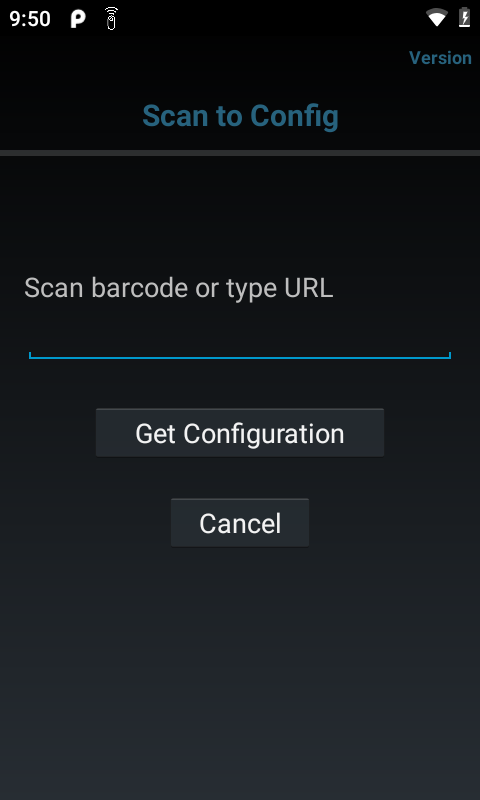 9:50
Version
Scan to Config
Scan barcode or type URL
Get Configuration
Cancel